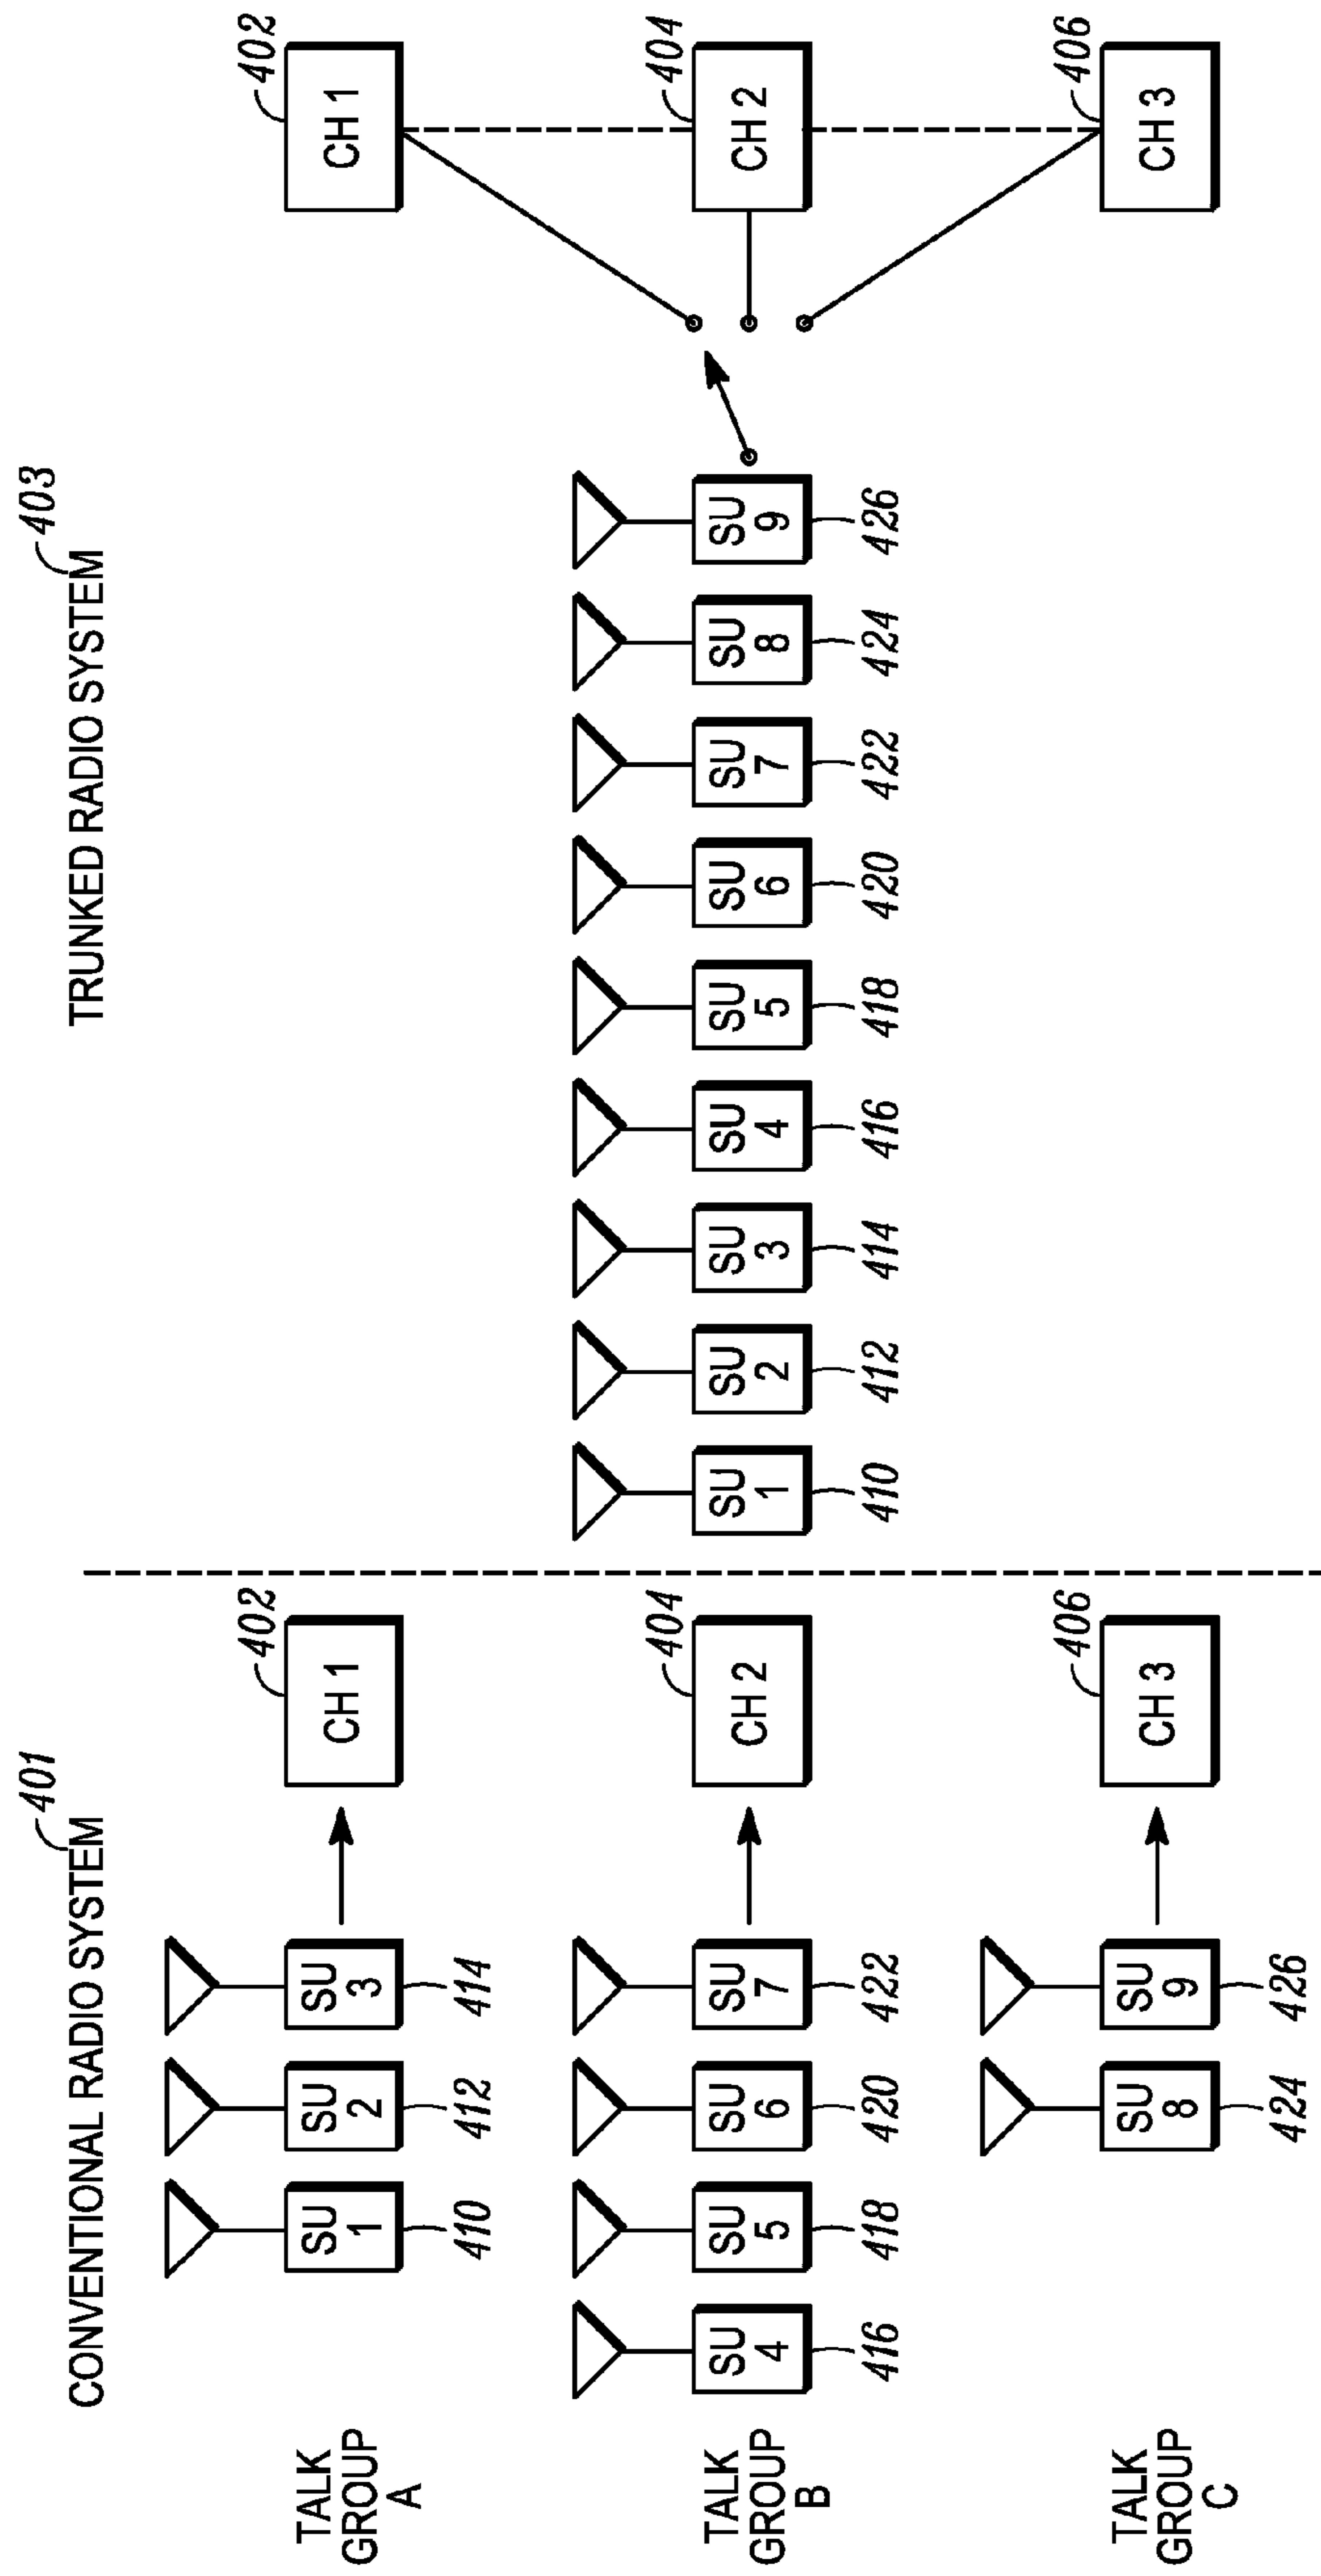 CONVENTIONAL RADIO SYSTEM
401
TALK
GROUP
A
SU
1
410
SU
2
412
SU
3
414
CH 1
402
TALK
GROUP
B
SU
4
416
SU
5
418
SU
6
420
SU
7
422
CH 2
404
TALK
GROUP
C
SU
8
424
SU
9
426
CH 3
406
TRUNKED RADIO SYSTEM
403
SU
1
410
SU
2
412
SU
3
414
SU
4
416
SU
5
418
SU
6
420
SU
7
422
SU
8
424
SU
9
426
CH 1
402
CH 2
404
CH 3
406